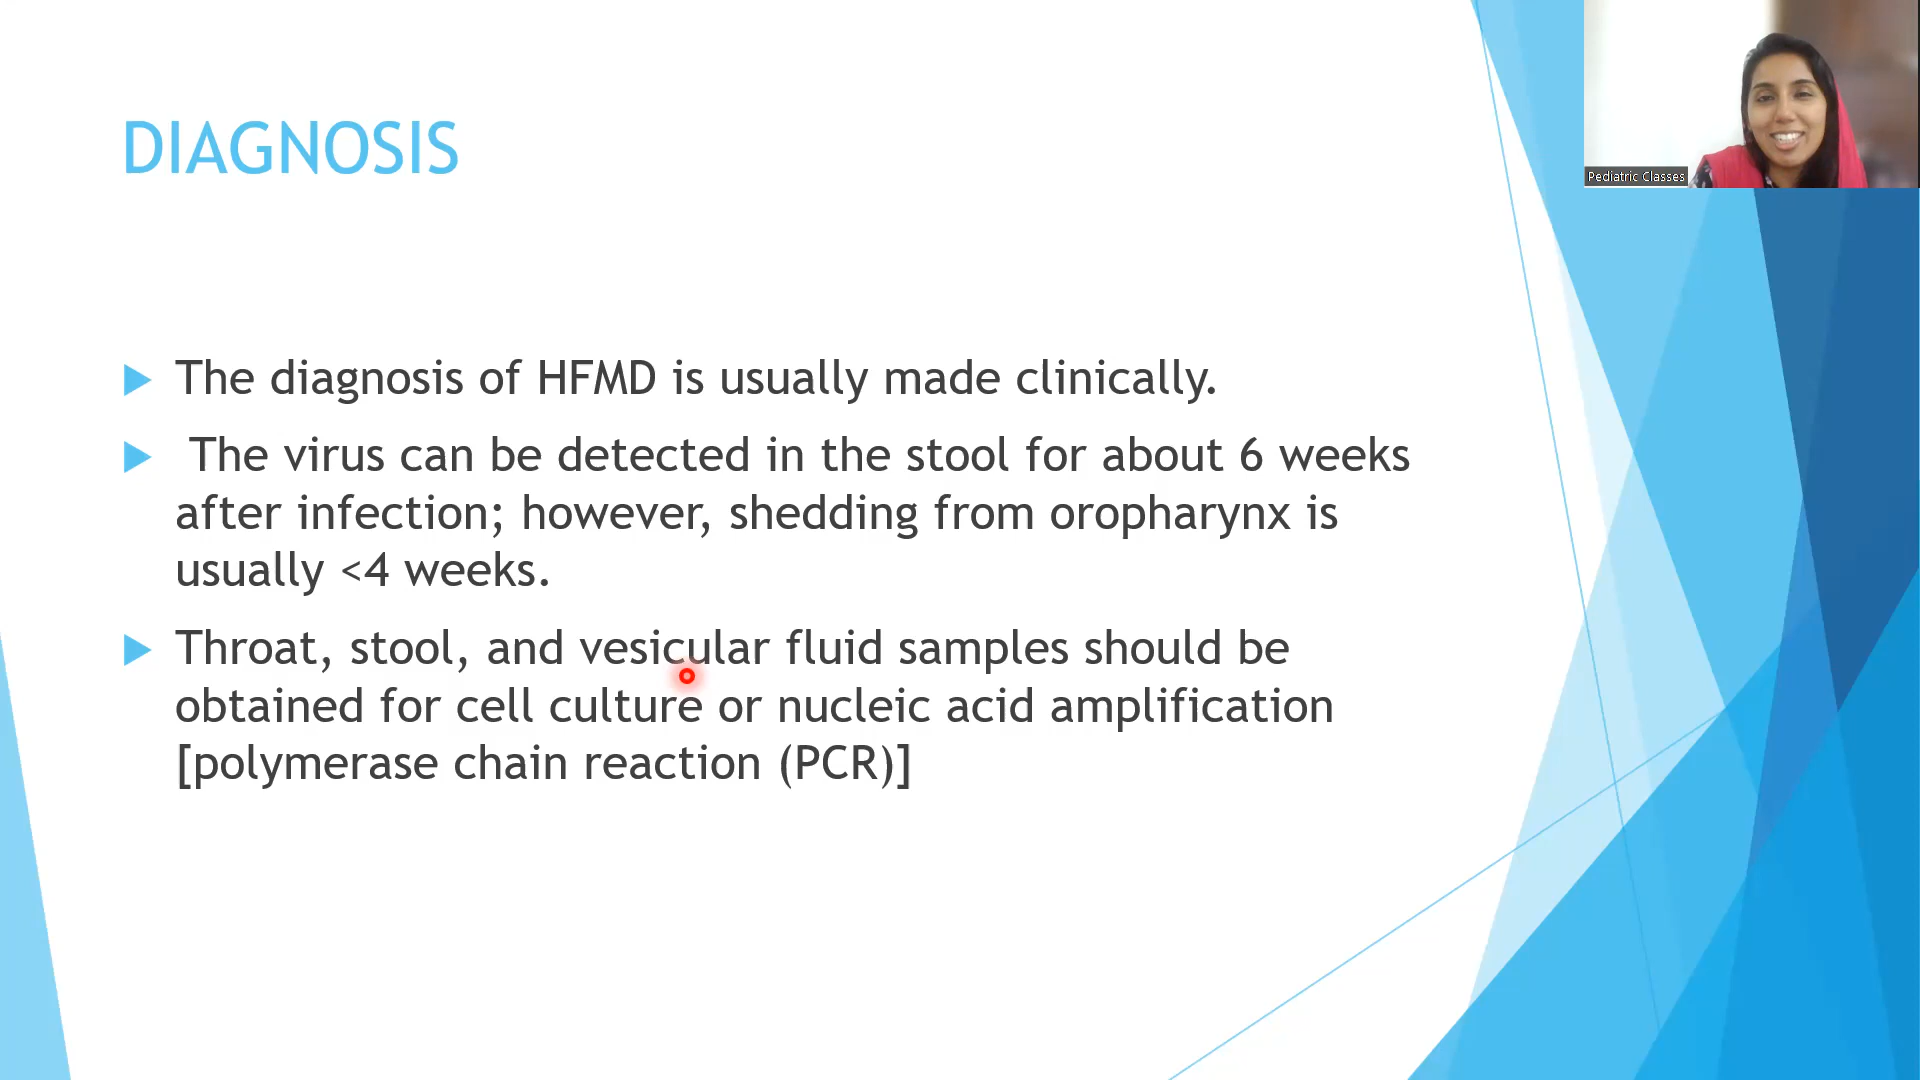 DIAGNOSIS
Pediatric Classes
The diagnosis of HFMD is usually made clinically.
The virus can be detected in the stool for about 6 weeks
after infection; however, shedding from oropharynx is
usually <4 weeks.
Throat, stool, and vesicular fluid samples should be
obtained for cell culture or nucleic acid amplification
[polymerase chain reaction (PCR)]